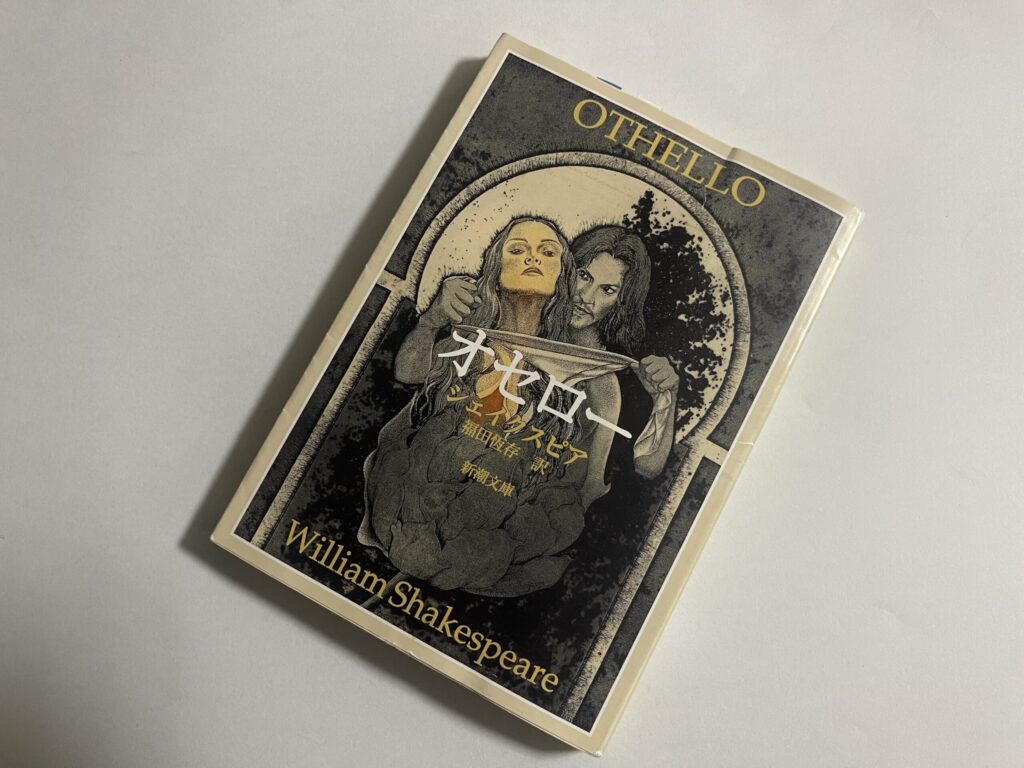 OTHELLO
オセロー
シェイクスピア
福田恆存 訳
新潮文庫
William Shakespeare